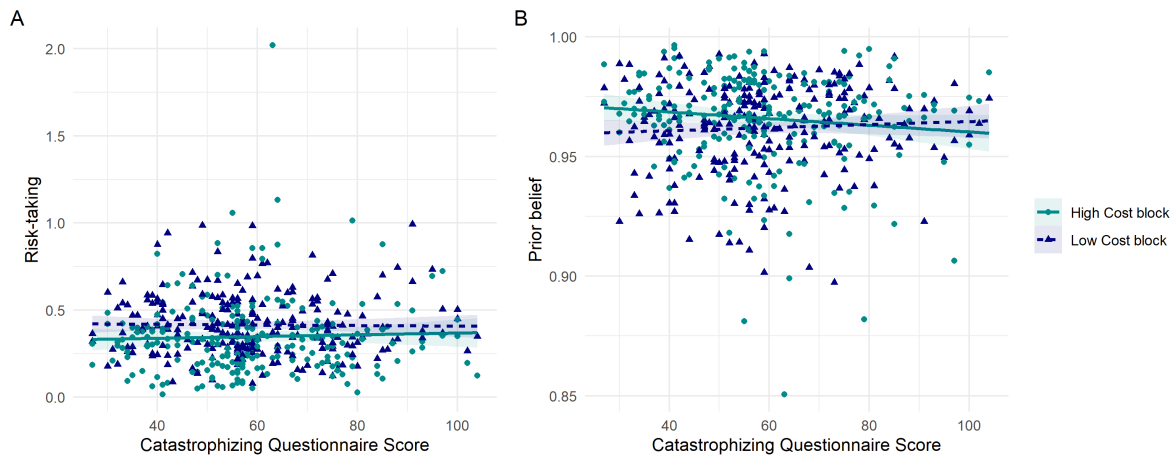 A
B
2.0
1.5
1.0
0.5
0.0
Risk-taking
40
60
80
100
Catastrophizing Questionnaire Score
1.00
0.95
0.90
0.85
Prior belief
40
60
80
100
Catastrophizing Questionnaire Score
High Cost block
Low Cost block